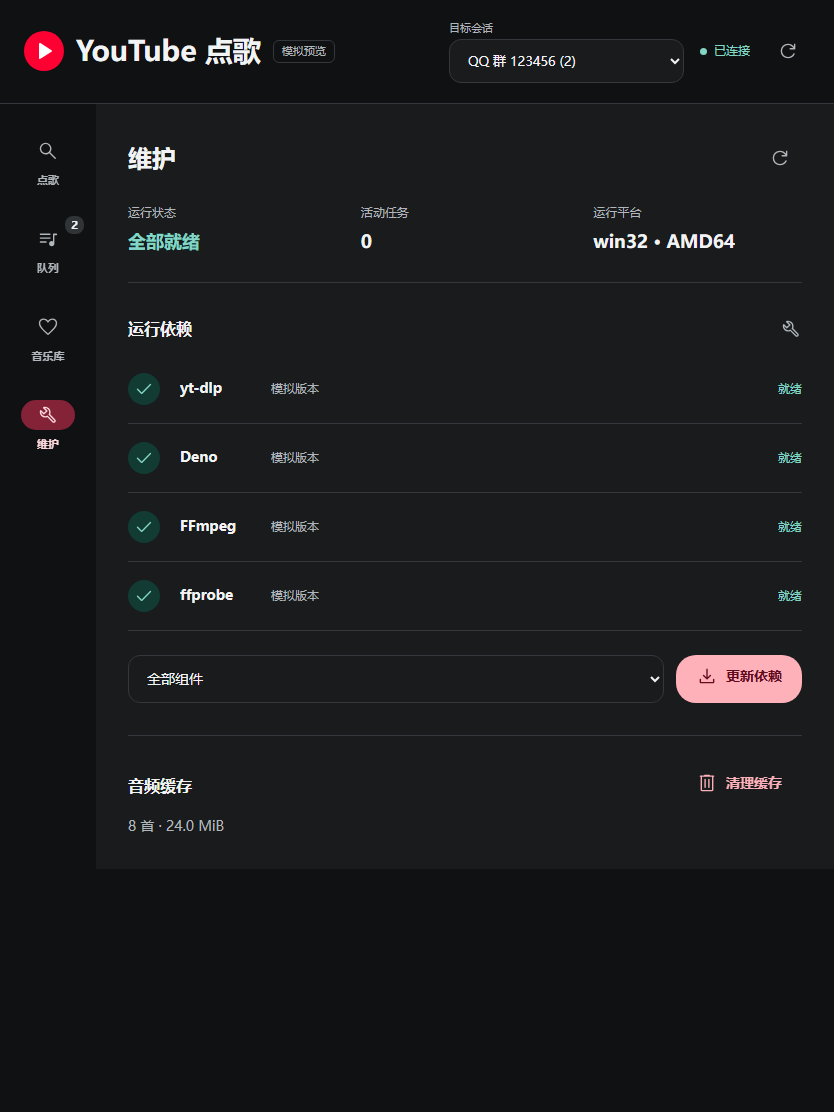 YouTube 点歌
模拟预览
目标会话
QQ 群 123456 (2)
已连接
点歌
2
队列
音乐库
维护
维护
运行状态
全部就绪
活动任务
0
运行平台
win32 • AMD64
运行依赖
yt-dlp 模拟版本 就绪
Deno 模拟版本 就绪
FFmpeg 模拟版本 就绪
ffprobe 模拟版本 就绪
全部组件
更新依赖
音频缓存
清理缓存
8 首 · 24.0 MiB